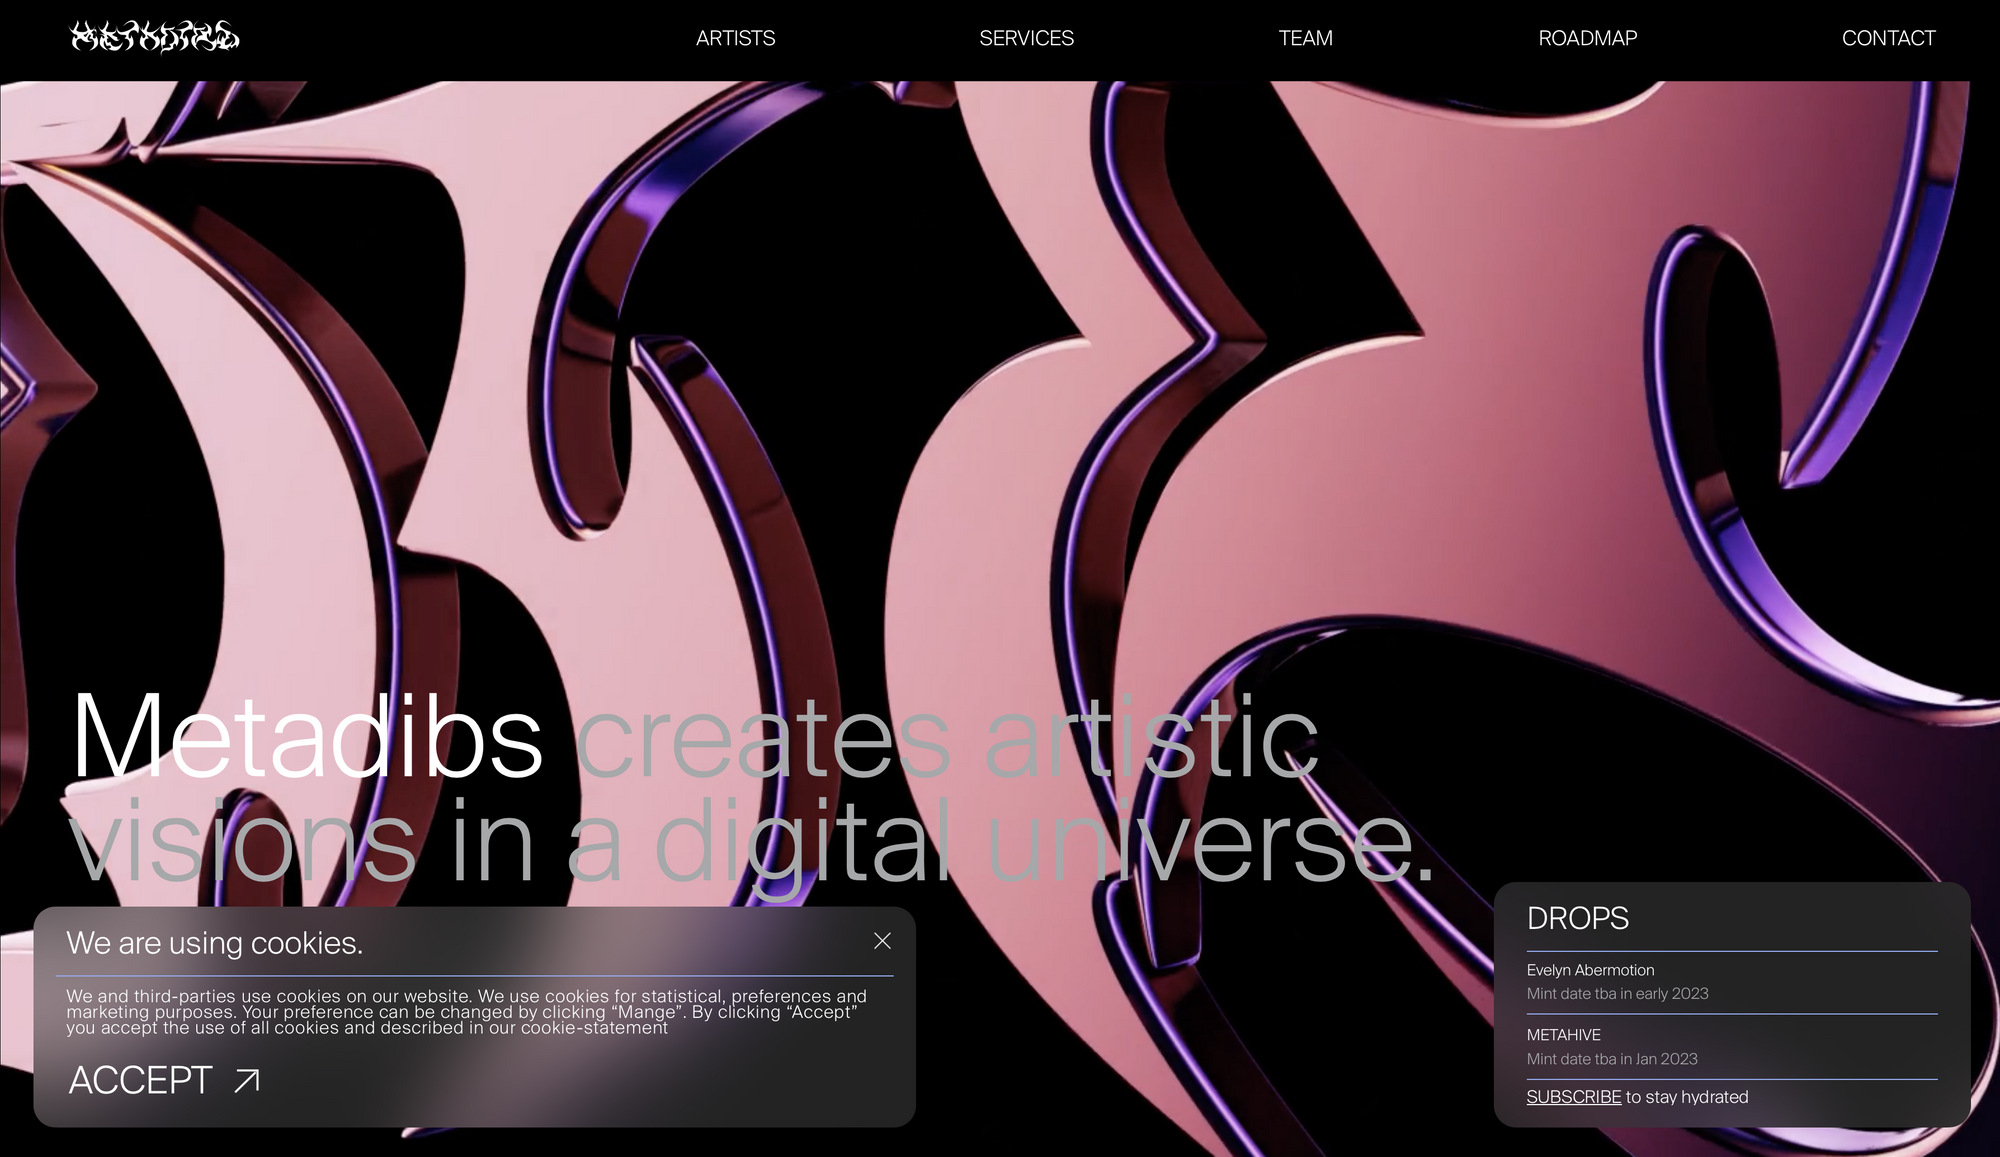 METADIBS
ARTISTS
SERVICES
TEAM
ROADMAP
CONTACT
Metadibs creates artistic
visions in a digital universe.
We are using cookies.
We and third-parties use cookies on our website. We use cookies for statistical, preferences and
marketing purposes. Your preference can be changed by clicking “Mange”. By clicking “Accept”
you accept the use of all cookies and described in our cookie-statement
ACCEPT
DROPS
Evelyn Abermotion
Mint date tba in early 2023
METAHIVE
Mint date tba in Jan 2023
SUBSCRIBE to stay hydrated